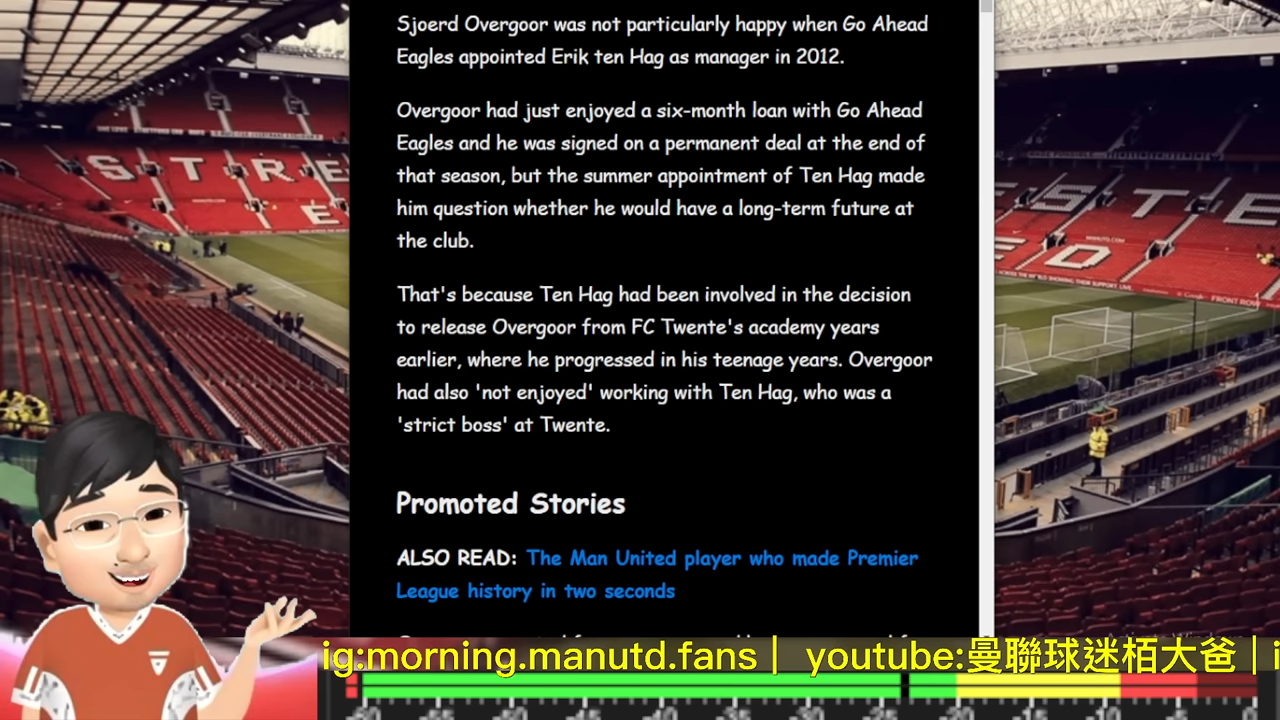 Sjoerd Overgoor was not particularly happy when Go Ahead
Eagles appointed Erik ten Hag as manager in 2012.
Overgoor had just enjoyed a six-month loan with Go Ahead
Eagles and he was signed on a permanent deal at the end of
that season, but the summer appointment of Ten Hag made
him question whether he would have a long-term future at
the club.
That's because Ten Hag had been involved in the decision
to release Overgoor from FC Twente's academy years
earlier, where he progressed in his teenage years. Overgoor
had also 'not enjoyed' working with Ten Hag, who was a
'strict boss' at Twente.
Promoted Stories
ALSO READ: The Man United player who made Premier
League history in two seconds
STRE
E
STE
ED
ig:morning.manutd.fans | youtube:曼聯球迷栢大爸 | i